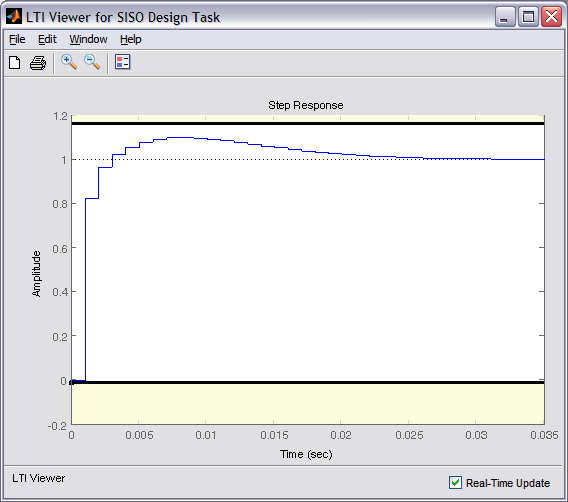 LTI Viewer for SISO Design Task
File Edit Window Help
Step Response
1.2
1
0.8
0.6
0.4
0.2
0
-0.2
Amplitude
0 0.005 0.01 0.015 0.02 0.025 0.03 0.035
Time (sec)
LTI Viewer
Real-Time Update